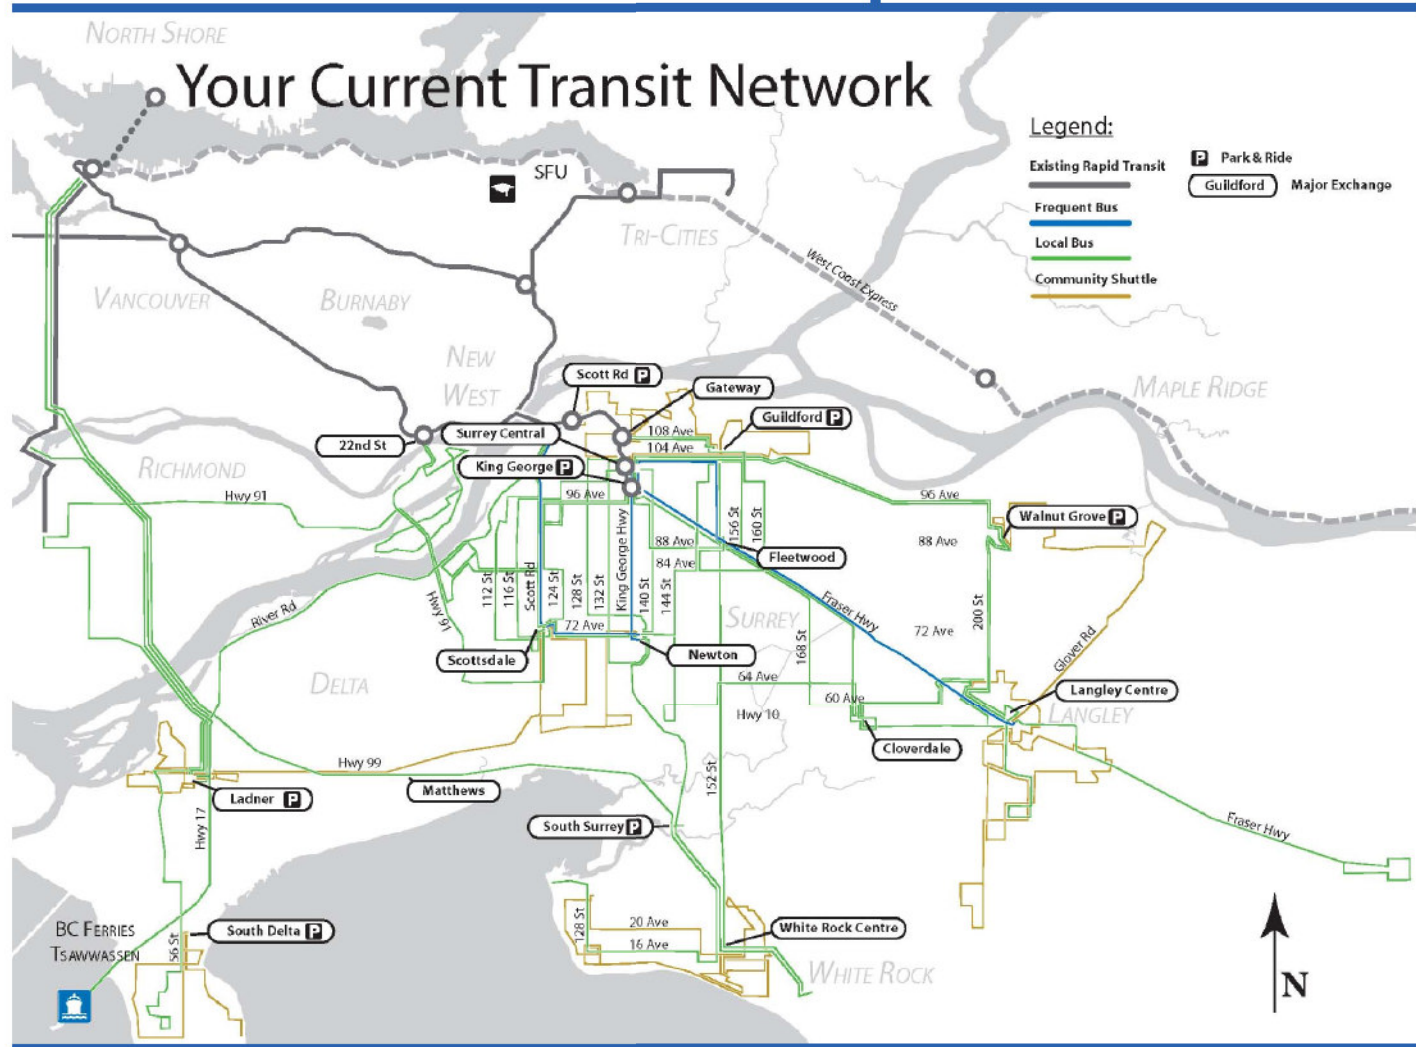 NORTH SHORE
Your Current Transit Network
Legend:
Existing Rapid Transit
P Park & Ride
Guildford Major Exchange
Frequent Bus
Local Bus
Community Shuttle
SFU
TRI-CITIES
West Coast Express
VANCOUVER
BURNABY
NEW
WEST
MAPLE RIDGE
Scott Rd P
Gateway
Guildford P
22nd St
Surrey Central
108 Ave
104 Ave
King George P
RICHMOND
Hwy 91
96 Ave
96 Ave
Walnut Grove P
156 St
160 St
88 Ave
88 Ave
Fleetwood
84 Ave
King George Hwy
112 St
116 St
Scott Rd
124 St
128 St
132 St
140 St
144 St
Hwy 91
River Rd
SURREY
Fraser Hwy
200 St
72 Ave
72 Ave
168 St
Glover Rd
Scottsdale
Newton
DELTA
64 Ave
60 Ave
Langley Centre
LANGLEY
Hwy 10
Cloverdale
Hwy 99
152 St
Matthews
Ladner P
Hwy 17
South Surrey P
Fraser Hwy
BC FERRIES
TSAWWASSEN
56 St
South Delta P
128 St
20 Ave
16 Ave
White Rock Centre
WHITE ROCK
N